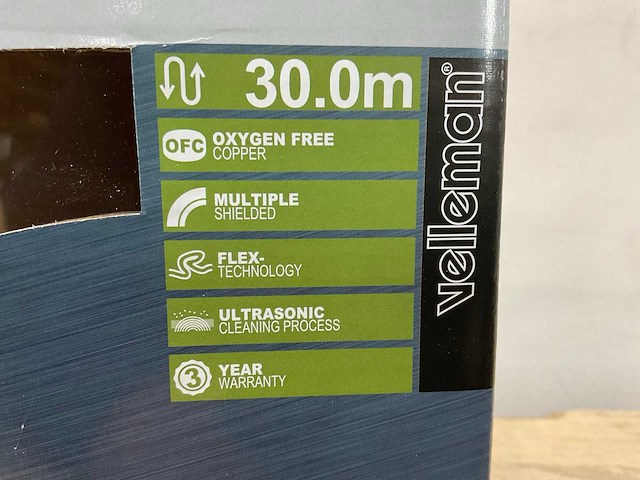 30.0m
OFC OXYGEN FREE
COPPER
MULTIPLE
SHIELDED
FLEX-
TECHNOLOGY
ULTRASONIC
CLEANING PROCESS
3 YEAR
WARRANTY
velleman®